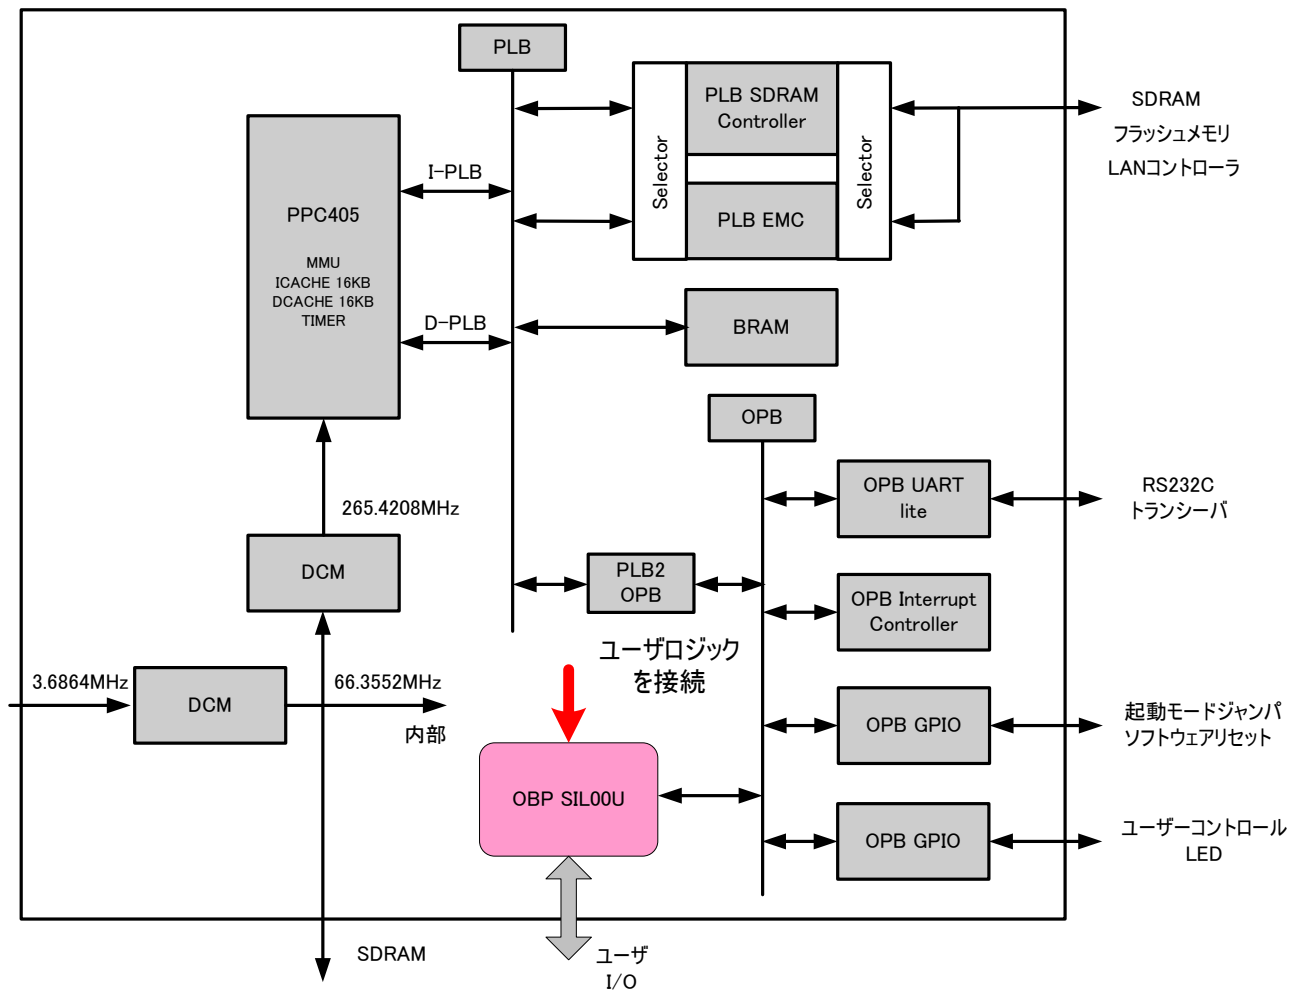 PLB
PLB SDRAM
Controller
Selector
Selector
PLB EMC
SDRAM
フラッシュメモリ
LANコントローラ
I-PLB
PPC405
MMU
ICACHE 16KB
DCACHE 16KB
TIMER
D-PLB
BRAM
OPB
265.4208MHz
OPB UART
lite
RS232C
トランシーバ
DCM
PLB2
OPB
OPB Interrupt
Controller
ユーザロジック
を接続
3.6864MHz
DCM
66.3552MHz
内部
OPB GPIO
起動モードジャンパ
ソフトウェアリセット
OBP SIL00U
OPB GPIO
ユーザーコントロール
LED
SDRAM
ユーザ
I/O